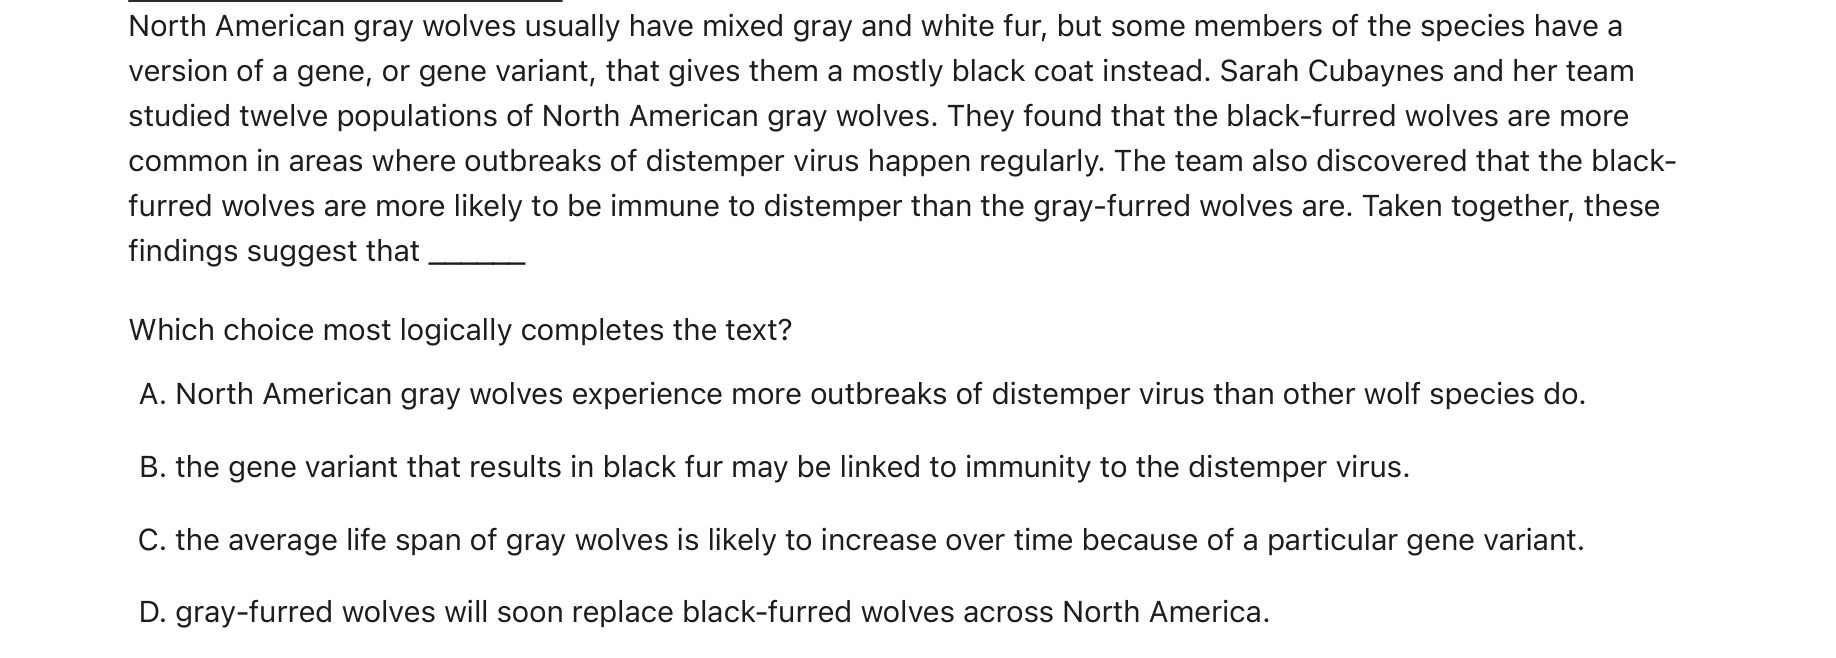 North American gray wolves usually have mixed gray and white fur, but some members of the species have a
version of a gene, or gene variant, that gives them a mostly black coat instead. Sarah Cubaynes and her team
studied twelve populations of North American gray wolves. They found that the black-furred wolves are more
common in areas where outbreaks of distemper virus happen regularly. The team also discovered that the black-
furred wolves are more likely to be immune to distemper than the gray-furred wolves are. Taken together, these
findings suggest that ______
Which choice most logically completes the text?
A. North American gray wolves experience more outbreaks of distemper virus than other wolf species do.
B. the gene variant that results in black fur may be linked to immunity to the distemper virus.
C. the average life span of gray wolves is likely to increase over time because of a particular gene variant.
D. gray-furred wolves will soon replace black-furred wolves across North America.